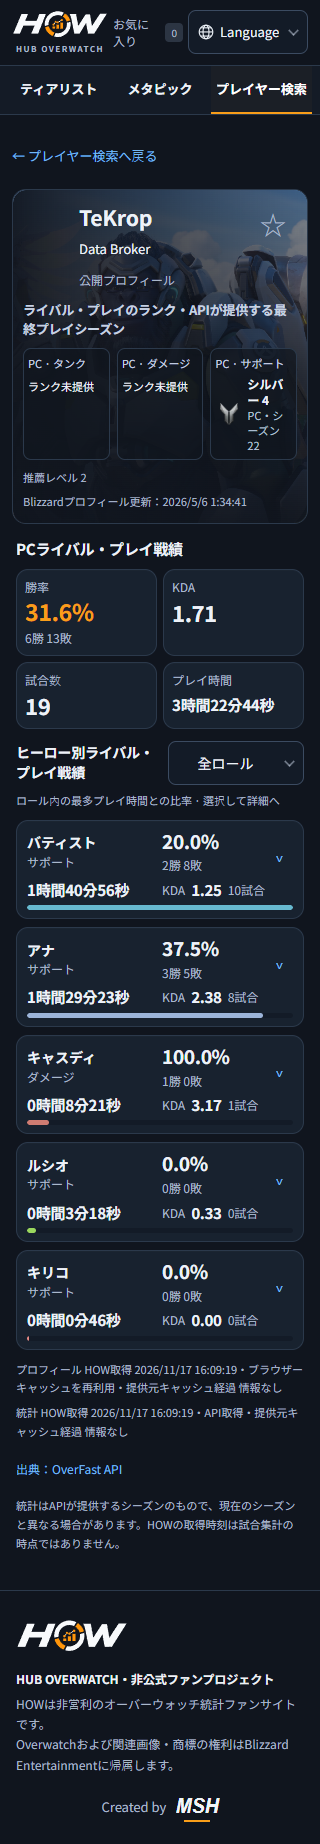 HOW
HUB OVERWATCH
お気に
入り
0
Language
ティアリスト
メタピック
プレイヤー検索
← プレイヤー検索へ戻る
TeKrop
Data Broker
公開プロフィール
ライバル・プレイのランク・APIが提供する最
終プレイシーズン
PC · タンク
ランク未提供
PC · ダメージ
ランク未提供
PC · サポート
シルバ
ー 4
PC・シ
ーズン
22
推薦レベル 2
Blizzardプロフィール更新：2026/5/6 1:34:41
PCライバル・プレイ戦績
勝率
31.6%
6勝 13敗
KDA
1.71
試合数
19
プレイ時間
3時間22分44秒
ヒーロー別ライバル・
プレイ戦績
全ロール
ロール内の最多プレイ時間との比率 · 選択して詳細へ
バティスト
サポート
20.0%
2勝 8敗
v
1時間40分56秒
KDA 1.25 10試合
アナ
サポート
37.5%
3勝 5敗
v
1時間29分23秒
KDA 2.38 8試合
キャスディ
ダメージ
100.0%
1勝 0敗
v
0時間8分21秒
KDA 3.17 1試合
ルシオ
サポート
0.0%
0勝 0敗
v
0時間3分18秒
KDA 0.33 0試合
キリコ
サポート
0.0%
0勝 0敗
v
0時間0分46秒
KDA 0.00 0試合
プロフィール HOW取得 2026/11/17 16:09:19・ブラウザー
キャッシュを再利用・提供元キャッシュ経過 情報なし
統計 HOW取得 2026/11/17 16:09:19・API取得・提供元キ
ャッシュ経過 情報なし
出典：OverFast API
統計はAPIが提供するシーズンのもので、現在のシーズン
と異なる場合があります。HOWの取得時刻は試合集計の
時点ではありません。
HOW
HUB OVERWATCH・非公式ファンプロジェクト
HOWは非営利のオーバーウォッチ統計ファンサイト
です。
Overwatchおよび関連画像・商標の権利はBlizzard
Entertainmentに帰属します。
Created by MSH